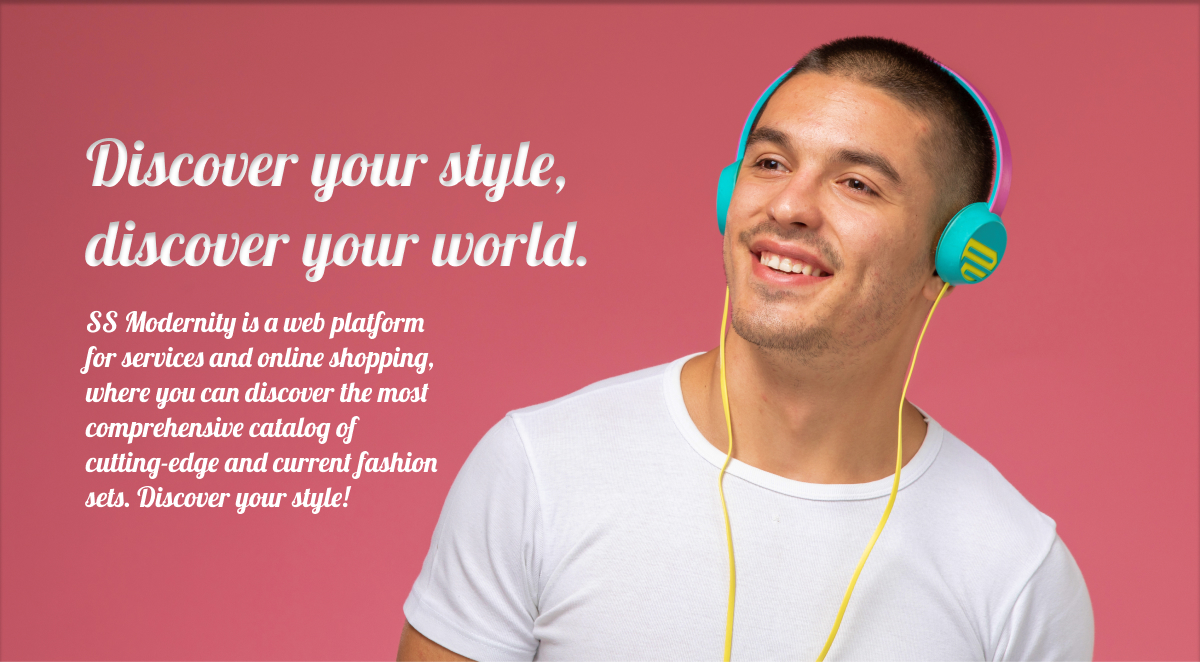 Discover your style,
discover your world.
SS Modernity is a web platform
for services and online shopping,
where you can discover the most
comprehensive catalog of
cutting-edge and current fashion
sets. Discover your style!